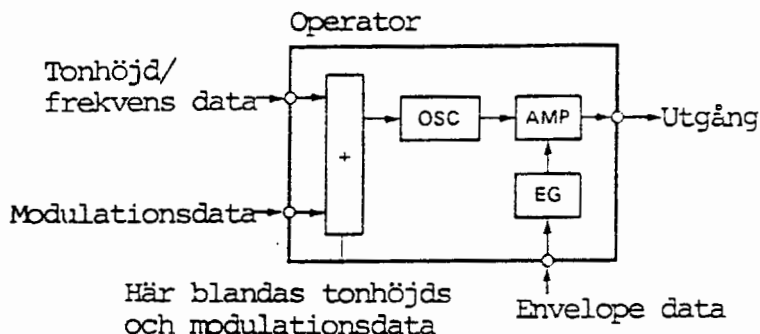 Operator
Tonhöjd/
frekvens data
+
OSC
AMP
Utgång
EG
Modulationsdata
Här blandas tonhöjds
och modulationsdata
Envelope data